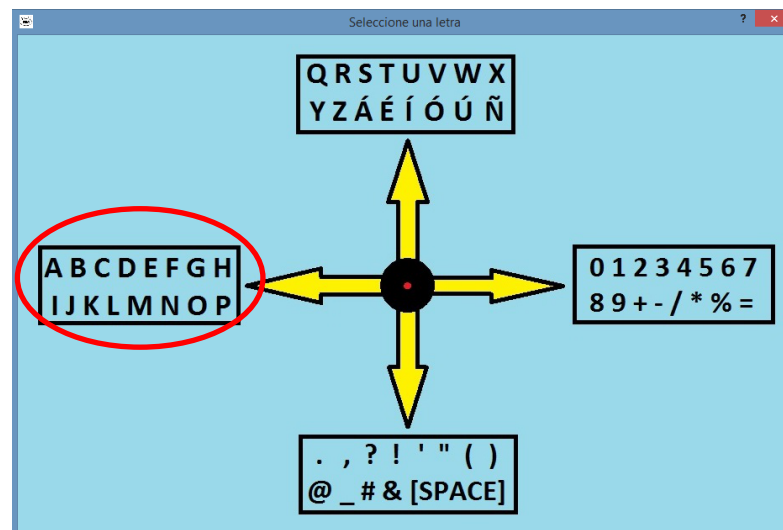 Seleccione una letra
?
Q R S T U V W X
Y Z Á É Í Ó Ú Ñ
A B C D E F G H
I J K L M N O P
0 1 2 3 4 5 6 7
8 9 + - / * % =
. , ? ! ' " ( )
@ _ # & [SPACE]